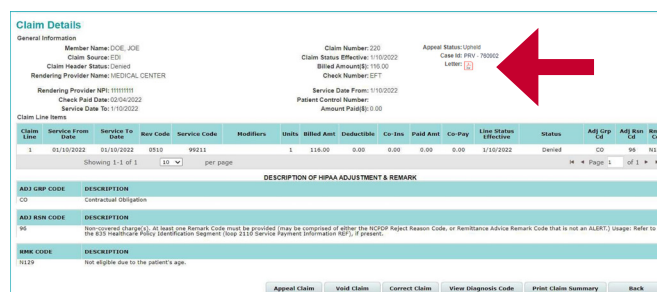 Claim Details
General Information
Member Name: DOE, JOE Claim Number: 220 Appeal Status: Upheld
Claim Source: EDI Claim Status Effective: 1/10/2022 Case Id: PRV - 780002
Claim Header Status: Denied Billed Amount($): 116.00 Letter:
Rendering Provider Name: MEDICAL CENTER Check Number: EFT
Rendering Provider NPI: 111111111 Service Date From: 1/10/2022
Check Paid Date: 02/04/2022 Patient Control Number:
Service Date To: 1/10/2022 Amount Paid($): 0.00
Claim Line Items
Claim Line Service From Date Service To Date Rev Code Service Code Modifiers Units Billed Amt Deductible Co-Ins Paid Amt Co-Pay Line Status Effective Status Adj Grp Cd Adj Rsn Cd
1 01/10/2022 01/10/2022 0510 99211 1 116.00 0.00 0.00 0.00 0.00 1/10/2022 Denied CO 96 N1
Showing 1-1 of 1 10 per page Page 1 of 1
DESCRIPTION OF HIPAA ADJUSTMENT & REMARK
ADJ GRP CODE DESCRIPTION
CO Contractual Obligation
ADJ RSN CODE DESCRIPTION
96 Non-covered charge(s). At least one Remark Code must be provided (may be comprised of either the NCPDP Reject Reason Code, or Remittance Advice Remark Code that is not an ALERT.) Usage: Refer to
the 835 Healthcare Policy Identification Segment (loop 2110 Service Payment Information REF), if present.
RMK CODE DESCRIPTION
N129 Not eligible due to the patient's age.
Appeal Claim Void Claim Correct Claim View Diagnosis Code Print Claim Summary Back